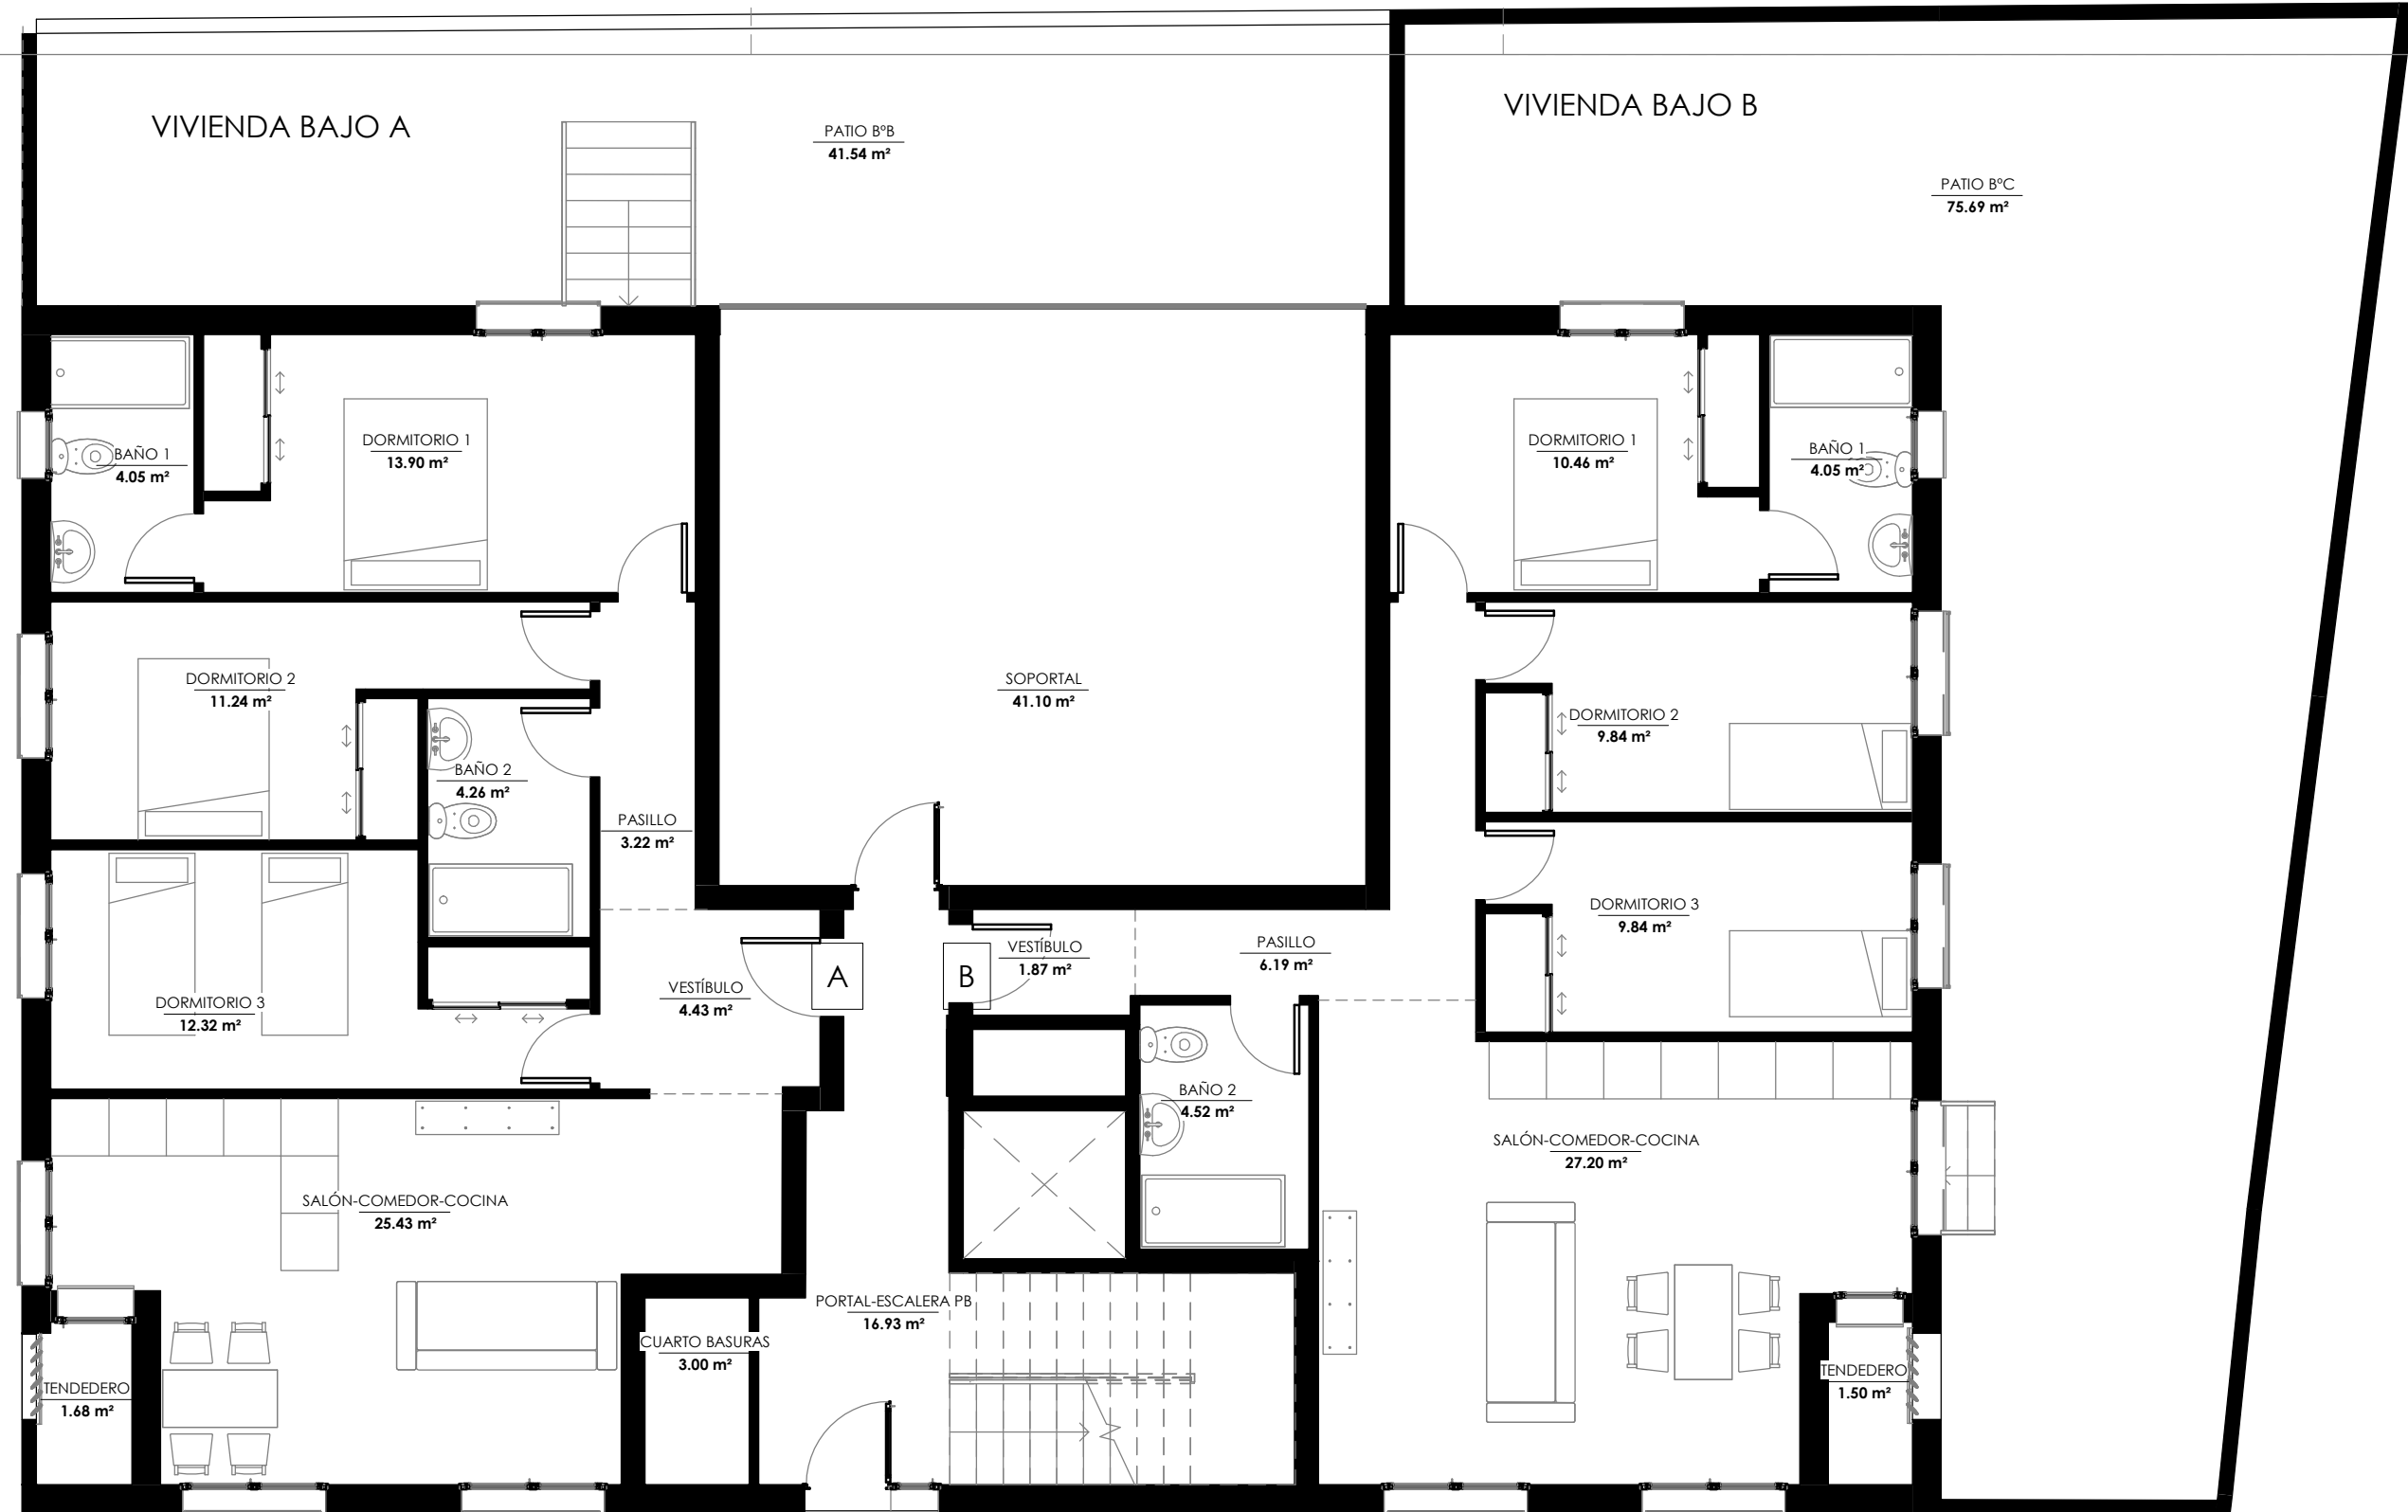 VIVIENDA BAJO A
VIVIENDA BAJO B
PATIO BºB
41.54 m²
PATIO BºC
75.69 m²
BAÑO 1
4.05 m²
DORMITORIO 1
13.90 m²
DORMITORIO 1
10.46 m²
BAÑO 1
4.05 m²
DORMITORIO 2
11.24 m²
BAÑO 2
4.26 m²
PASILLO
3.22 m²
SOPORTAL
41.10 m²
DORMITORIO 2
9.84 m²
DORMITORIO 3
9.84 m²
DORMITORIO 3
12.32 m²
VESTÍBULO
4.43 m²
A
B
VESTÍBULO
1.87 m²
PASILLO
6.19 m²
BAÑO 2
4.52 m²
SALÓN-COMEDOR-COCINA
27.20 m²
SALÓN-COMEDOR-COCINA
25.43 m²
PORTAL-ESCALERA PB
16.93 m²
CUARTO BASURAS
3.00 m²
TENDEDERO
1.68 m²
TENDEDERO
1.50 m²